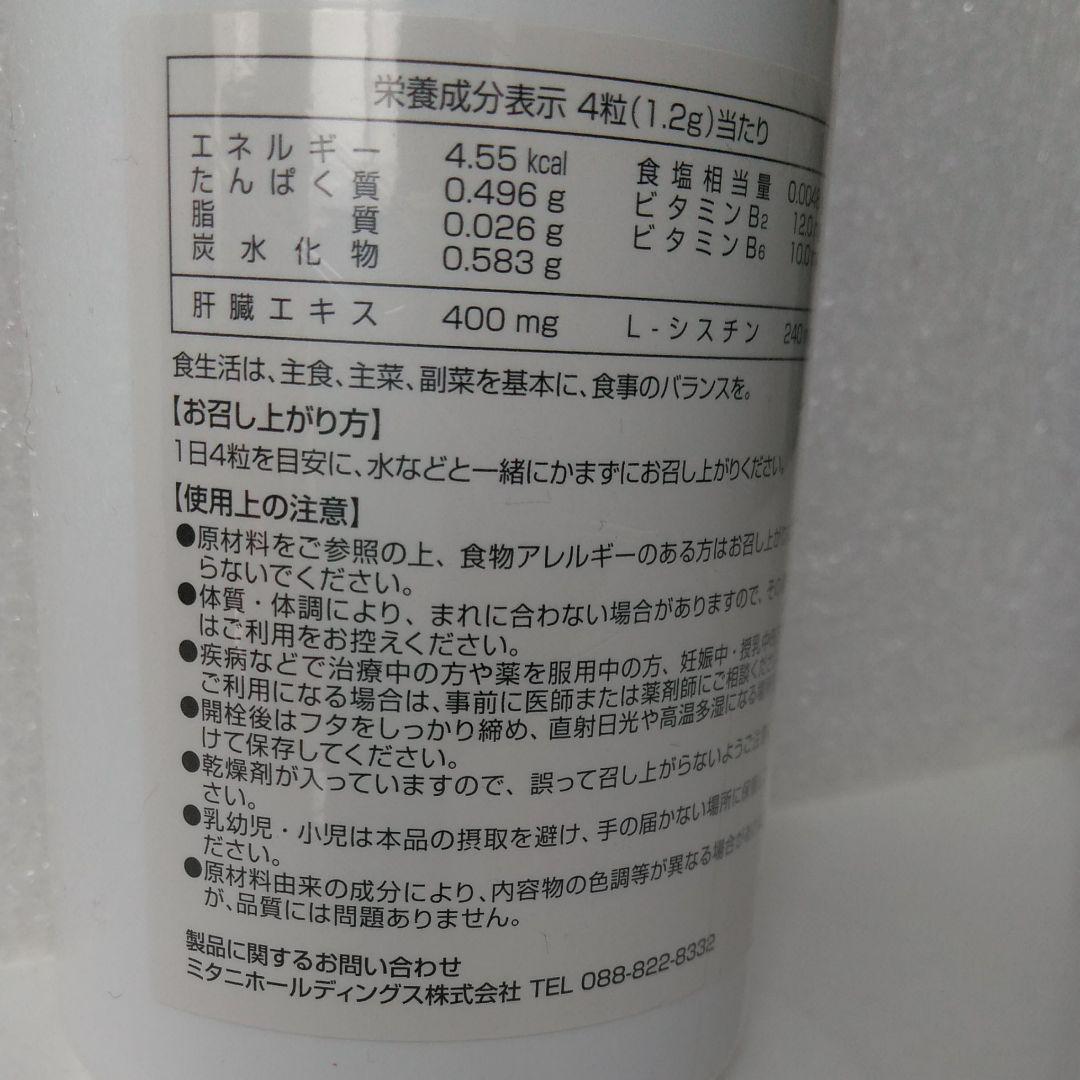 栄養成分表示 4粒(1.2g)当たり
エネルギー 4.55 kcal 食塩相当量
たんぱく質 0.496 g ビタミンB2 12.0
脂質 0.026 g ビタミンB6 10.0
炭水化物 0.583 g
肝臓エキス 400 mg L-シスチン 240
食生活は、主食、主菜、副菜を基本に、食事のバランスを。
【お召し上がり方】
1日4粒を目安に、水などと一緒にかまずにお召し上がりください。
【使用上の注意】
●原材料をご参照の上、食物アレルギーのある方はお召し上が
らないでください。
●体質・体調により、まれに合わない場合がありますので、その
はご利用をお控えください。
●疾病などで治療中の方や薬を服用中の方、妊娠中・授乳中
ご利用になる場合は、事前に医師または薬剤師にご相談くださ
●開栓後はフタをしっかり締め、直射日光や高温多湿になる場所
けて保存してください。
●乾燥剤が入っていますので、誤って召し上がらないようご注意
さい。
●乳幼児・小児は本品の摂取を避け、手の届かない場所に保管
ださい。
●原材料由来の成分により、内容物の色調等が異なる場合が
が、品質には問題ありません。
製品に関するお問い合わせ
ミタニホールディングス株式会社 TEL 088-822-8332